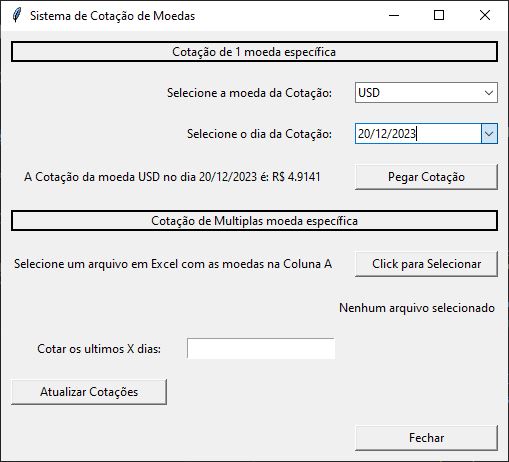 Sistema de Cotação de Moedas
Cotação de 1 moeda específica
Selecione a moeda da Cotação: USD
Selecione o dia da Cotação: 20/12/2023
A Cotação da moeda USD no dia 20/12/2023 é: R$ 4.9141 Pegar Cotação
Cotação de Multiplas moeda específica
Selecione um arquivo em Excel com as moedas na Coluna A Click para Selecionar
Nenhum arquivo selecionado
Cotar os ultimos X dias:
Atualizar Cotações
Fechar